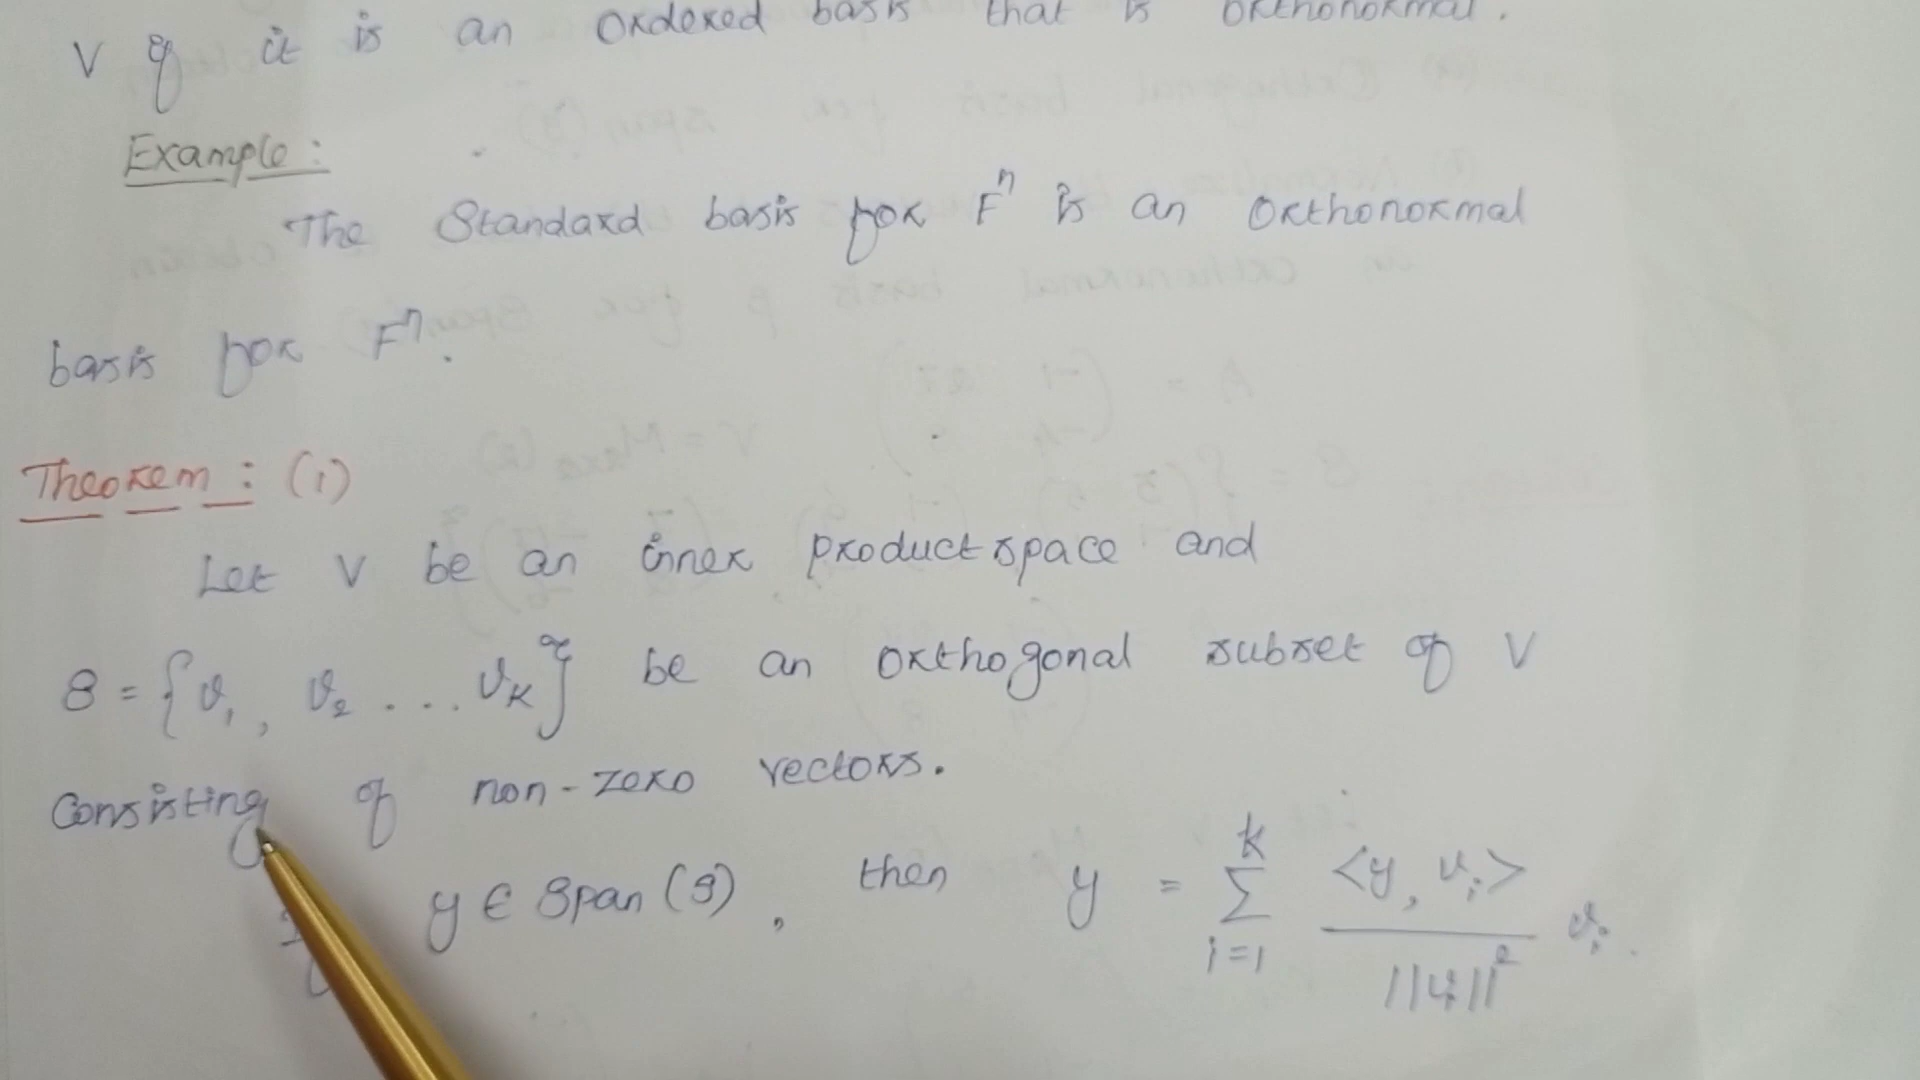 V if it is an ordered basis that is orthonormal.
Example:
The Standard basis for Fⁿ is an orthonormal
basis for Fⁿ.
Theorem: (1)
Let V be an inner product space and
S = {v₁, v₂ ... vₖ} be an orthogonal subset of V
Consisting of non-zero vectors.
If y ∈ Span (S), then y = Σᵢ₌₁ᵏ <y, vᵢ> / ||vᵢ||² vᵢ.